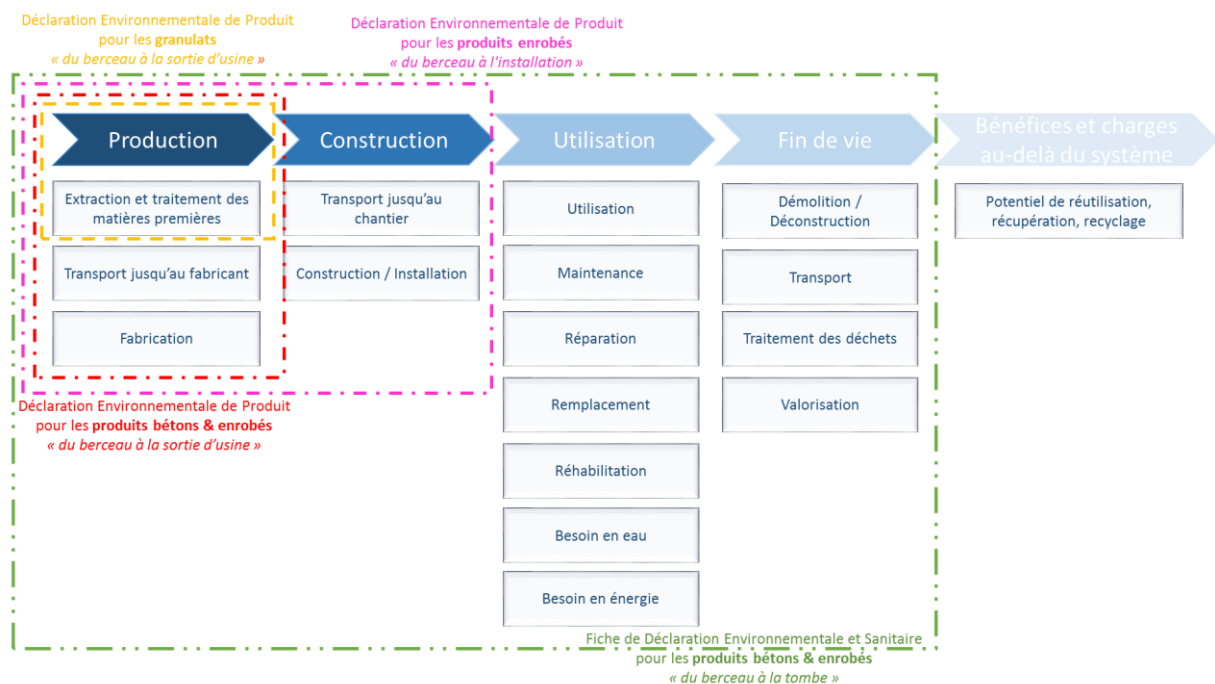 Déclaration Environnementale de Produit
pour les granulats
« du berceau à la sortie d'usine »
Déclaration Environnementale de Produit
pour les produits enrobés
« du berceau à l'installation »
Production
Construction
Utilisation
Fin de vie
Bénéfices et charges
au-delà du système
Extraction et traitement des
matières premières
Transport jusqu'au fabricant
Fabrication
Transport jusqu'au
chantier
Construction / Installation
Utilisation
Maintenance
Réparation
Remplacement
Réhabilitation
Besoin en eau
Besoin en énergie
Démolition /
Déconstruction
Transport
Traitement des déchets
Valorisation
Potentiel de réutilisation,
récupération, recyclage
Déclaration Environnementale de Produit
pour les produits bétons & enrobés
« du berceau à la sortie d'usine »
Fiche de Déclaration Environnementale et Sanitaire
pour les produits bétons & enrobés
« du berceau à la tombe »